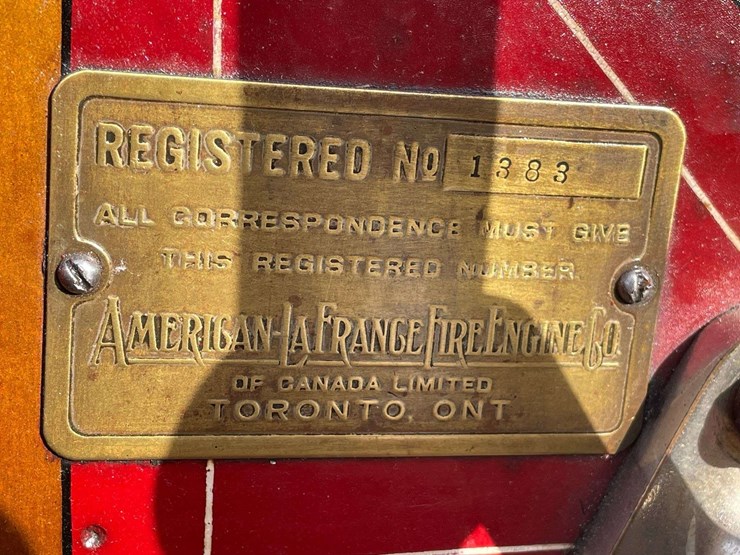 REGISTERED NO 1383
ALL CORRESPONDENCE MUST GIVE
THIS REGISTERED NUMBER
AMERICAN-LAFRANCE FIRE ENGINE CO.
OF CANADA LIMITED
TORONTO, ONT.